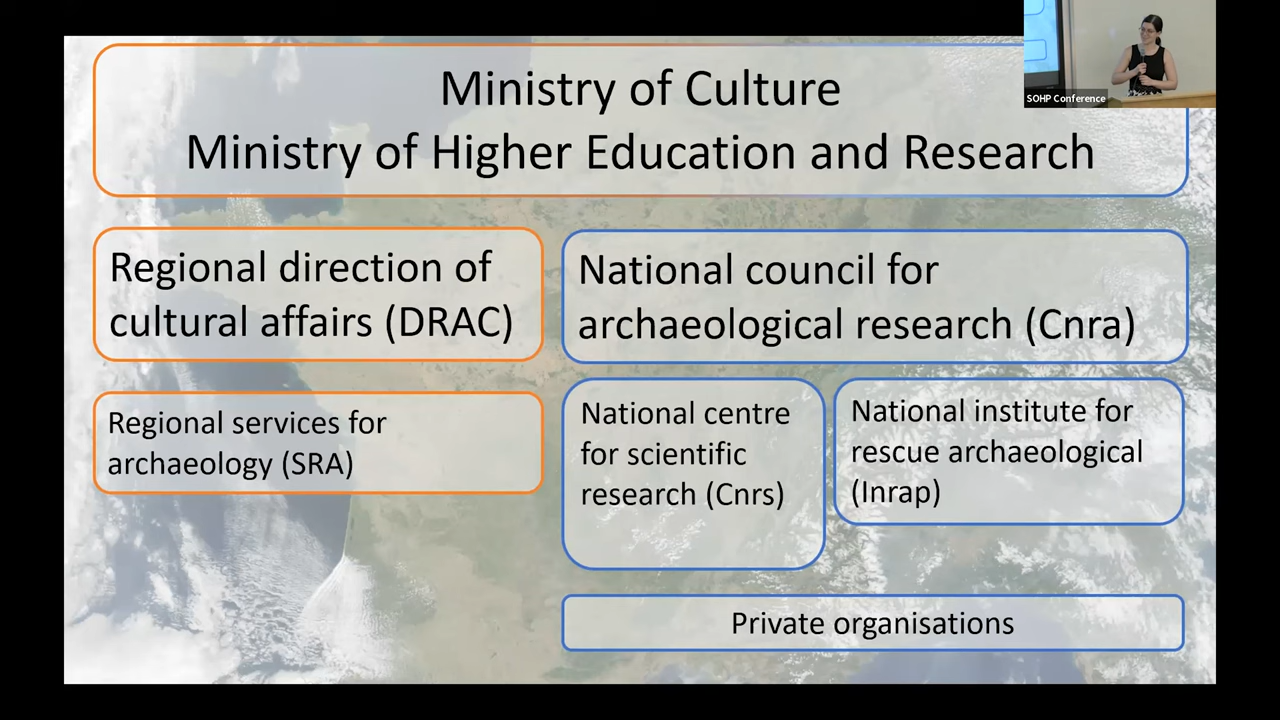 Ministry of Culture
Ministry of Higher Education and Research
SOHP Conference
Regional direction of
cultural affairs (DRAC)
National council for
archaeological research (Cnra)
Regional services for
archaeology (SRA)
National centre
for scientific
research (Cnrs)
National institute for
rescue archaeological
(Inrap)
Private organisations